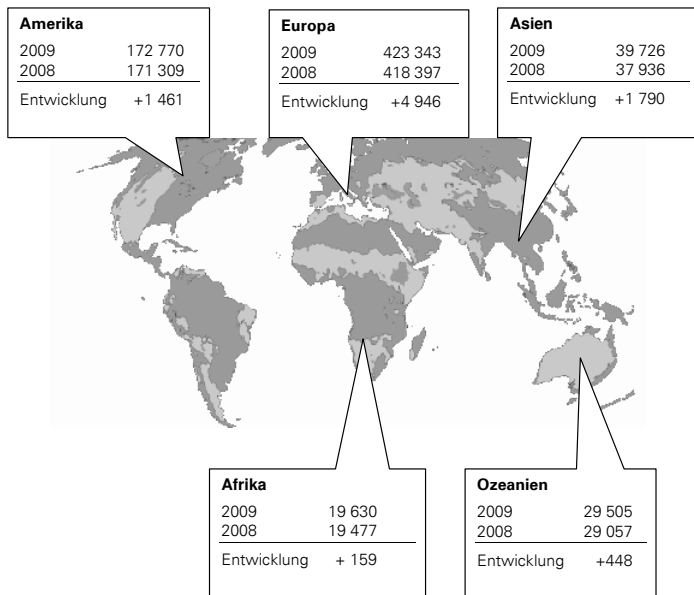 Amerika
2009 172 770
2008 171 309
Entwicklung +1 461
Europa
2009 423 343
2008 418 397
Entwicklung +4 946
Asien
2009 39 726
2008 37 936
Entwicklung +1 790
Afrika
2009 19 630
2008 19 477
Entwicklung + 159
Ozeanien
2009 29 505
2008 29 057
Entwicklung +448